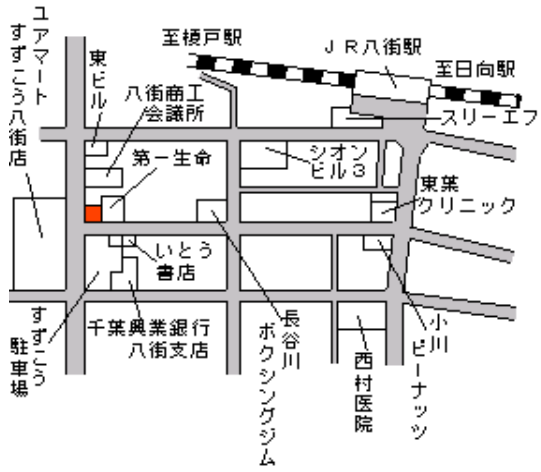 ユアマート
すずこう八街店
東ビル
八街商工
会議所
第一生命
至榎戸駅
JR八街駅
至日向駅
スリーエフ
シオン
ビル3
東葉
クリニック
いとう
書店
すずこう
駐車場
千葉興業銀行
八街支店
長谷川
ボクシングジム
西村医院
小川
ピーナッツ